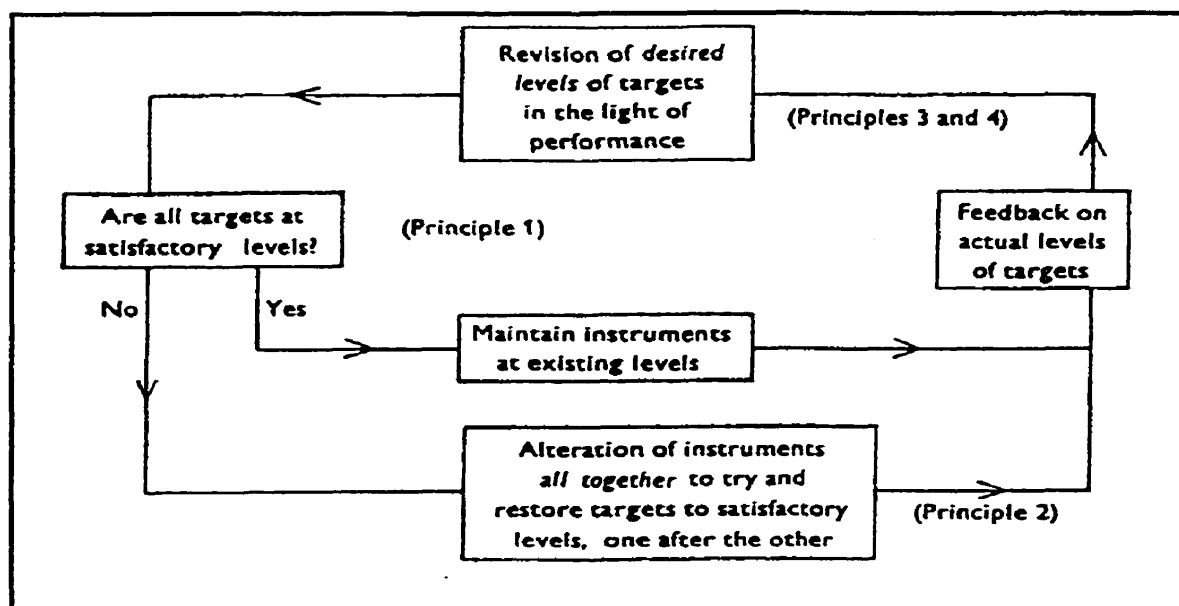 Revision of desired
levels of targets
in the light of
performance
(Principles 3 and 4)
Are all targets at
satisfactory levels?
(Principle 1)
Feedback on
actual levels
of targets
No
Yes
Maintain instruments
at existing levels
Alteration of instruments
all together to try and
restore targets to satisfactory
levels, one after the other
(Principle 2)